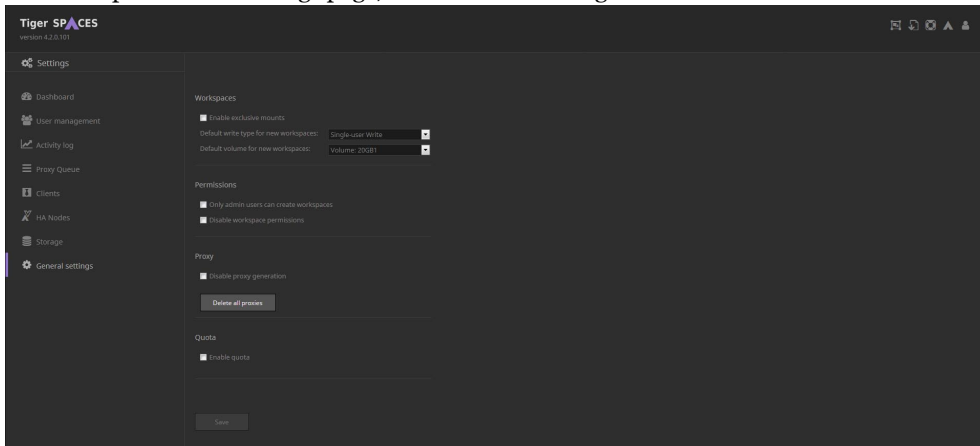 Tiger SPACES
version 4.2.0.101
Settings
Dashboard
User management
Activity log
Proxy Queue
Clients
HA Nodes
Storage
General settings
Workspaces
Enable exclusive mounts
Default write type for new workspaces: Single-user Write
Default volume for new workspaces: Volume: 20GB1
Permissions
Only admin users can create workspaces
Disable workspace permissions
Proxy
Disable proxy generation
Delete all proxies
Quota
Enable quota
Save